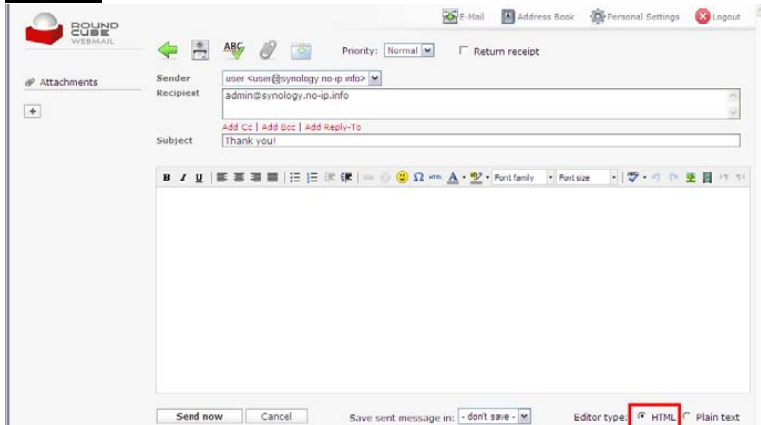 E-Mail Address Book Personal Settings Logout
ROUND
CUBE
WEBMAIL
ABC Priority: Normal Return receipt
Attachments
Sender user <user@synology.no-ip.info>
Recipient admin@synology.no-ip.info
Add Cc | Add Bcc | Add Reply-To
Subject Thank you!
B I U Ω HTML A Font family Font size
Send now Cancel Save sent message in: - don't save - Editor type: HTML Plain text